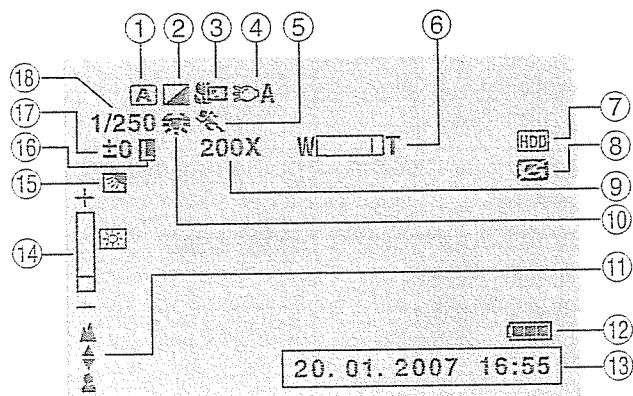 ① ② ③ ④ ⑤ ⑥
⑱ A A ⑦
⑰ 1/250 HDD
⑯ ±0 200X W T ⑧
⑮ ⑨
+ ⑩
⑭
⑪
− ⑫
20. 01. 2007 16:55 ⑬